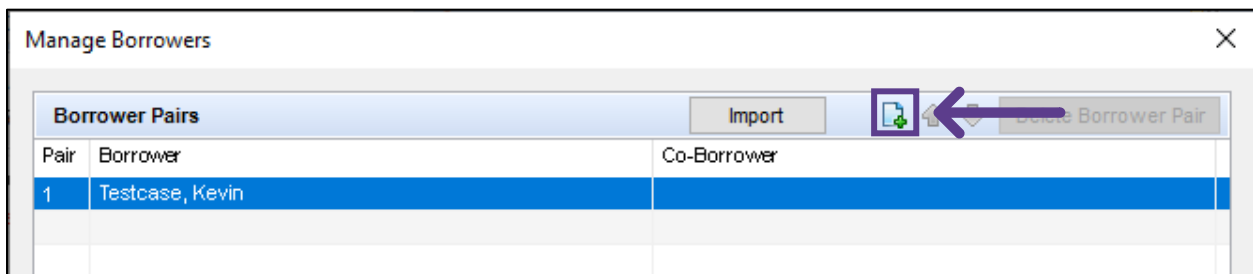 Manage Borrowers
Borrower Pairs Import Delete Borrower Pair
Pair Borrower Co-Borrower
1 Testcase, Kevin